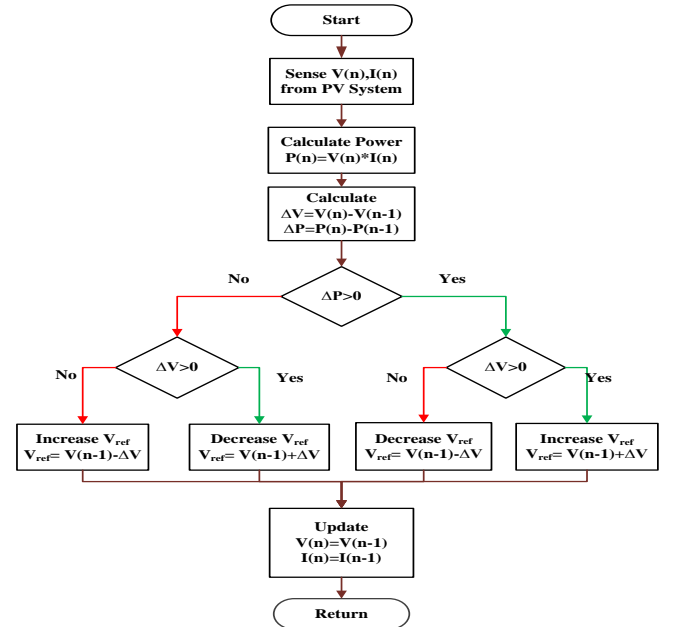 Start
Sense V(n),I(n)
from PV System
Calculate Power
P(n)=V(n)*I(n)
Calculate
ΔV=V(n)-V(n-1)
ΔP=P(n)-P(n-1)
No
Yes
ΔP>0
ΔV>0
ΔV>0
No
Yes
No
Yes
Increase Vref
Vref= V(n-1)-ΔV
Decrease Vref
Vref= V(n-1)+ΔV
Decrease Vref
Vref= V(n-1)-ΔV
Increase Vref
Vref= V(n-1)+ΔV
Update
V(n)=V(n-1)
I(n)=I(n-1)
Return